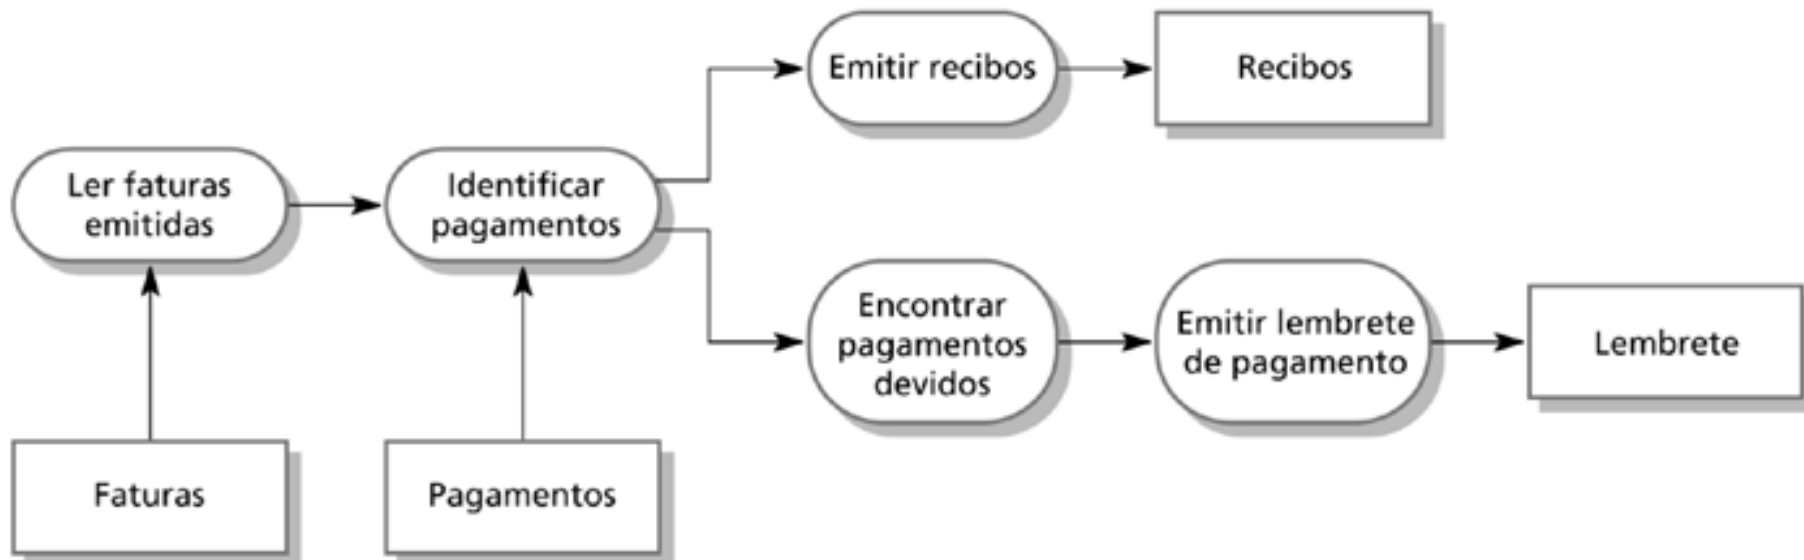 Emitir recibos
Recibos
Ler faturas
emitidas
Identificar
pagamentos
Encontrar
pagamentos
devidos
Emitir lembrete
de pagamento
Lembrete
Faturas
Pagamentos